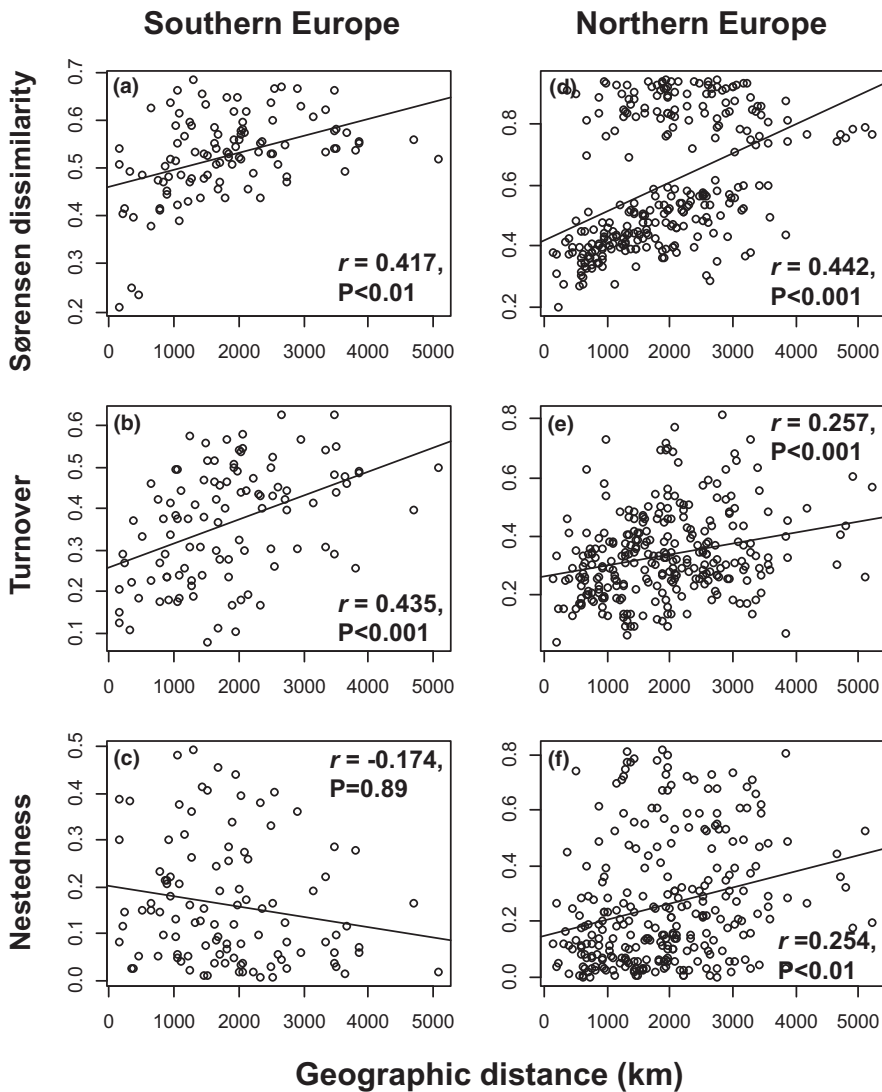 Southern Europe
Northern Europe
Sørensen dissimilarity
(a)
0.7
0.6
0.5
0.4
0.3
0.2
r = 0.417,
P<0.01
0 1000 2000 3000 4000 5000
(d)
0.8
0.6
0.4
0.2
r = 0.442,
P<0.001
0 1000 2000 3000 4000 5000
Turnover
(b)
0.6
0.5
0.4
0.3
0.2
0.1
r = 0.435,
P<0.001
0 1000 2000 3000 4000 5000
(e)
0.8
0.6
0.4
0.2
r = 0.257,
P<0.001
0 1000 2000 3000 4000 5000
Nestedness
(c)
0.5
0.4
0.3
0.2
0.1
0.0
r = -0.174,
P=0.89
0 1000 2000 3000 4000 5000
(f)
0.8
0.6
0.4
0.2
0.0
r =0.254,
P<0.01
0 1000 2000 3000 4000 5000
Geographic distance (km)